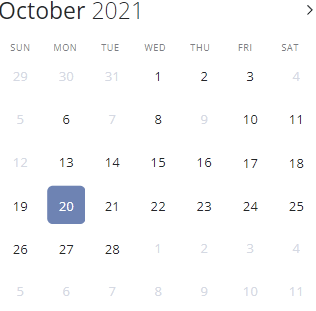 October 2021 >
SUN MON TUE WED THU FRI SAT
29 30 31 1 2 3 4
5 6 7 8 9 10 11
12 13 14 15 16 17 18
19 20 21 22 23 24 25
26 27 28 1 2 3 4
5 6 7 8 9 10 11